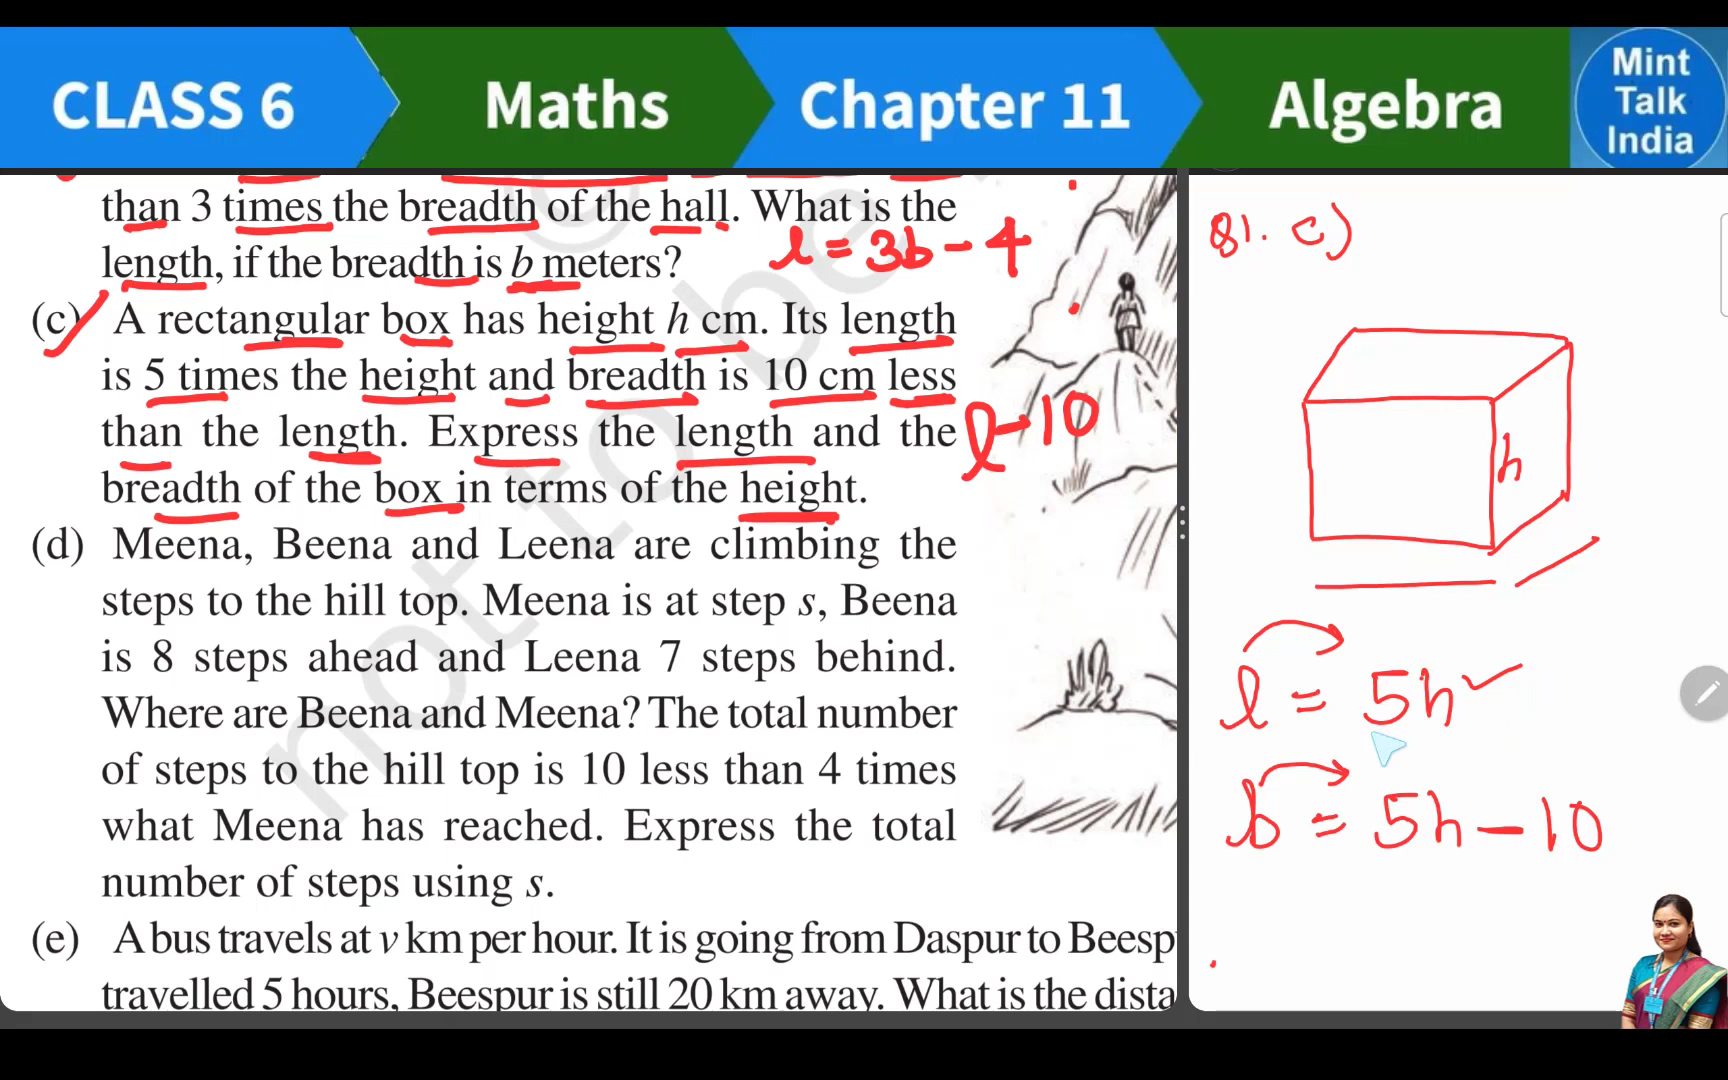 CLASS 6 Maths Chapter 11 Algebra
Mint
Talk
India
than 3 times the breadth of the hall. What is the
length, if the breadth is b meters?
l = 3b - 4
(c) A rectangular box has height h cm. Its length
is 5 times the height and breadth is 10 cm less
than the length. Express the length and the
l - 10
breadth of the box in terms of the height.
(d) Meena, Beena and Leena are climbing the
steps to the hill top. Meena is at step s, Beena
is 8 steps ahead and Leena 7 steps behind.
Where are Beena and Meena? The total number
of steps to the hill top is 10 less than 4 times
what Meena has reached. Express the total
number of steps using s.
(e) A bus travels at v km per hour. It is going from Daspur to Beesp
travelled 5 hours, Beespur is still 20 km away. What is the dista
not to be
81. c)
h
l = 5h
b = 5h - 10